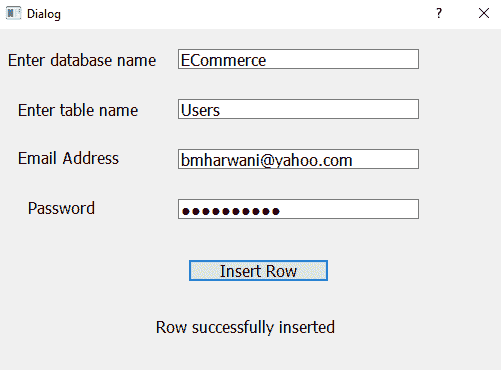 Dialog
Enter database name ECommerce
Enter table name Users
Email Address bmharwani@yahoo.com
Password ●●●●●●●●●●
Insert Row
Row successfully inserted